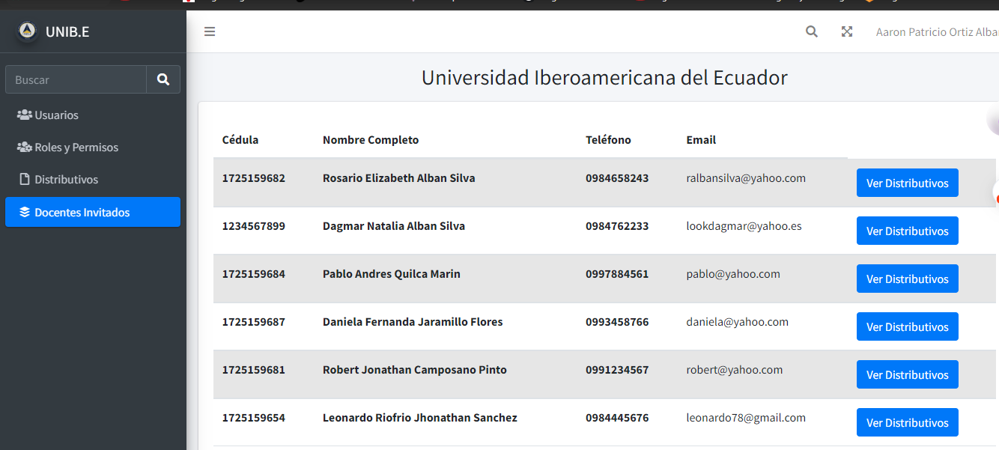 UNIB.E
Aaron Patricio Ortiz Alba
Buscar
Usuarios
Roles y Permisos
Distributivos
Docentes Invitados
Universidad Iberoamericana del Ecuador
Cédula Nombre Completo Teléfono Email
1725159682 Rosario Elizabeth Alban Silva 0984658243 ralbansilva@yahoo.com Ver Distributivos
1234567899 Dagmar Natalia Alban Silva 0984762233 lookdagmar@yahoo.es Ver Distributivos
1725159684 Pablo Andres Quilca Marin 0997884561 pablo@yahoo.com Ver Distributivos
1725159687 Daniela Fernanda Jaramillo Flores 0993458766 daniela@yahoo.com Ver Distributivos
1725159681 Robert Jonathan Camposano Pinto 0991234567 robert@yahoo.com Ver Distributivos
1725159654 Leonardo Riofrio Jhonathan Sanchez 0984445676 leonardo78@gmail.com Ver Distributivos